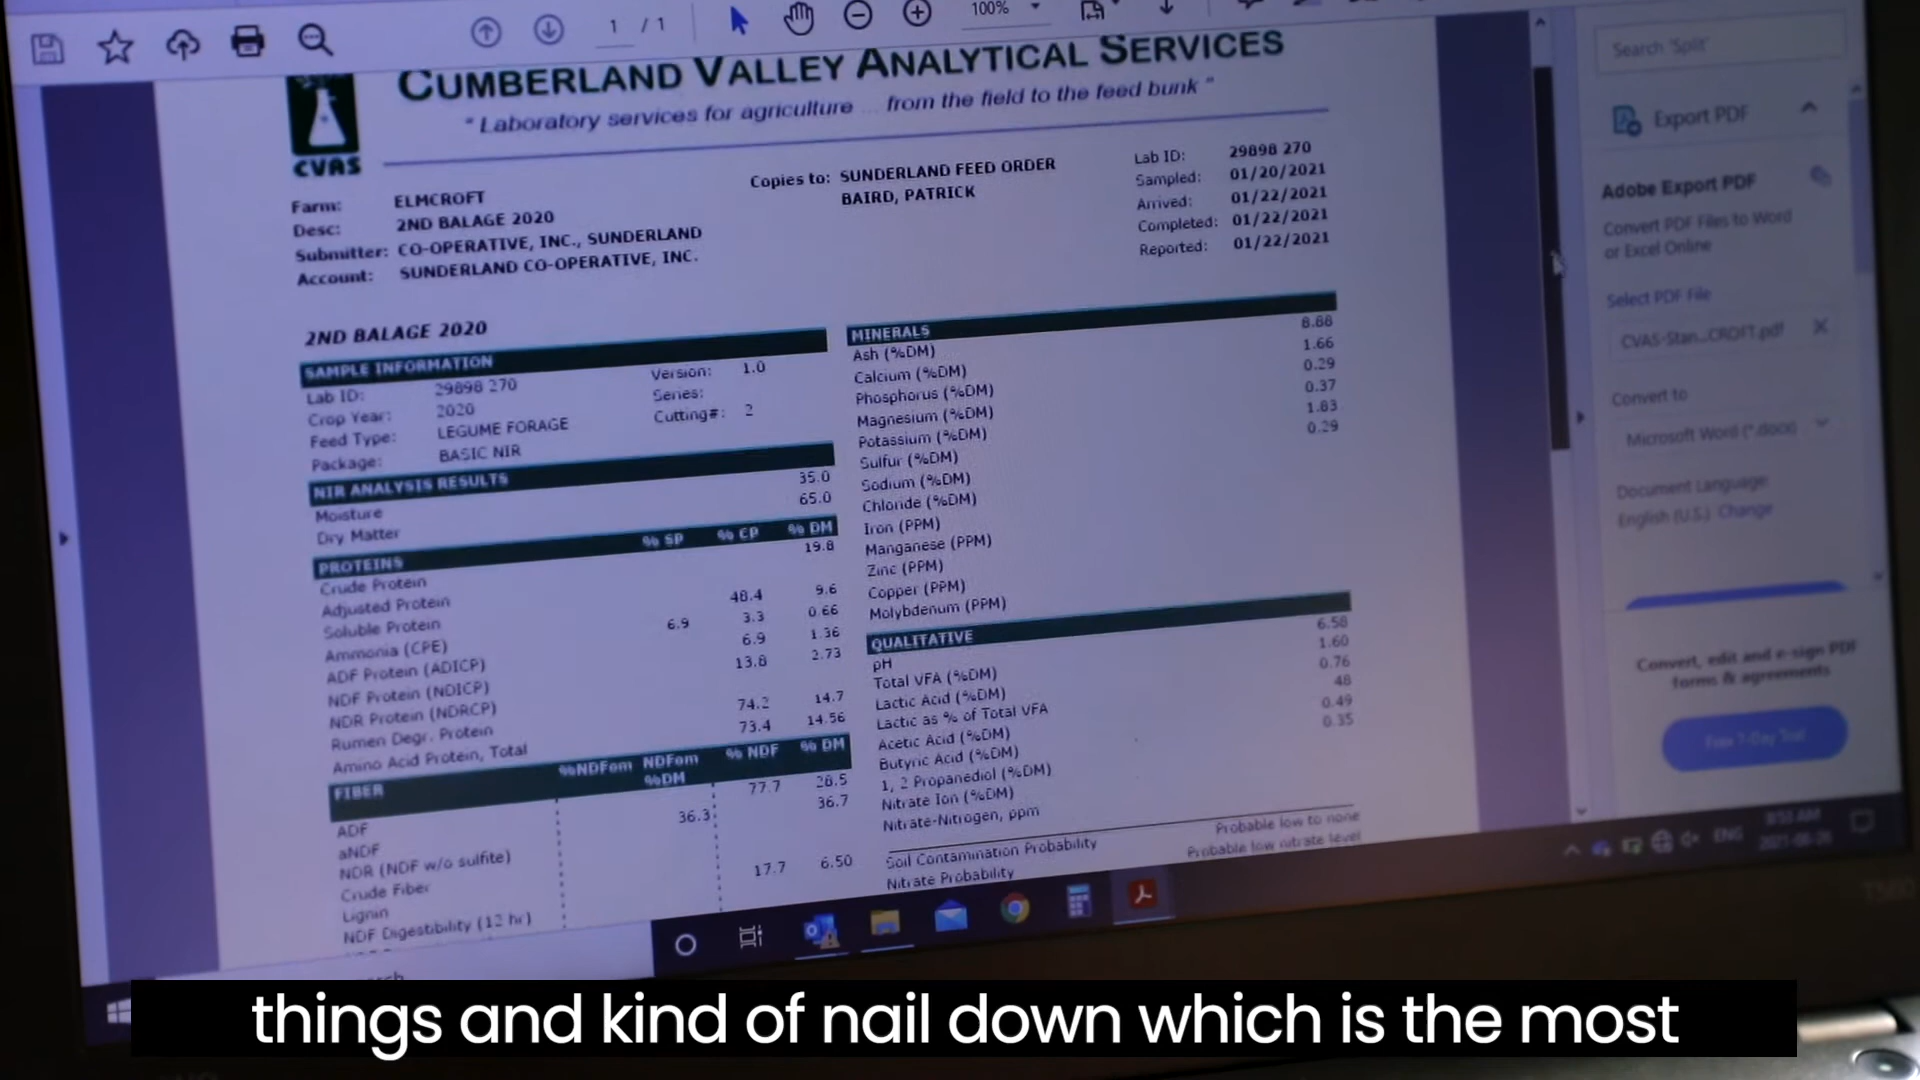 1 / 1
100%
Search 'Split'
CUMBERLAND VALLEY ANALYTICAL SERVICES
" Laboratory services for agriculture ... from the field to the feed bunk "
CVAS
Farm: ELMCROFT
Desc: 2ND BALAGE 2020
Submitter: CO-OPERATIVE, INC., SUNDERLAND
Account: SUNDERLAND CO-OPERATIVE, INC.
Copies to: SUNDERLAND FEED ORDER
BAIRD, PATRICK
Lab ID: 29898 270
Sampled: 01/20/2021
Arrived: 01/22/2021
Completed: 01/22/2021
Reported: 01/22/2021
2ND BALAGE 2020
SAMPLE INFORMATION
Lab ID: 29898 270 Version: 1.0
Crop Year: 2020 Series:
Feed Type: LEGUME FORAGE Cutting#: 2
Package: BASIC NIR
NIR ANALYSIS RESULTS
Moisture 35.0
Dry Matter 65.0
PROTEINS % SP % CP % DM
Crude Protein 19.8
Adjusted Protein
Soluble Protein 48.4 9.6
Ammonia (CPE) 6.9 3.3 0.66
ADF Protein (ADICP) 6.9 1.36
NDF Protein (NDICP) 13.8 2.73
NDR Protein (NDRCP)
Rumen Degr. Protein 74.2 14.7
Amino Acid Protein, Total 73.4 14.56
FIBER %NDFom NDFom %DM % NDF % DM
ADF 77.7 28.5
aNDF 36.3 36.7
NDR (NDF w/o sulfite)
Crude Fiber
Lignin 17.7 6.50
NDF Digestibility (12 hr)
MINERALS
Ash (%DM) 8.88
Calcium (%DM) 1.66
Phosphorus (%DM) 0.29
Magnesium (%DM) 0.37
Potassium (%DM) 1.83
Sulfur (%DM) 0.29
Sodium (%DM)
Chloride (%DM)
Iron (PPM)
Manganese (PPM)
Zinc (PPM)
Copper (PPM)
Molybdenum (PPM)
QUALITATIVE
pH 6.58
Total VFA (%DM) 1.60
Lactic Acid (%DM) 0.76
Lactic as % of Total VFA 48
Acetic Acid (%DM) 0.49
Butyric Acid (%DM) 0.35
1, 2 Propanediol (%DM)
Nitrate Ion (%DM)
Nitrate-Nitrogen, ppm
Soil Contamination Probability Probable low to none
Nitrate Probability Probable low nitrate level
Export PDF
Adobe Export PDF
Convert PDF Files to Word
or Excel Online
Select PDF File
CVAS-Stan...CROFT.pdf
Convert to
Microsoft Word (*.docx)
Document Language:
English (U.S.) Change
Convert, edit and e-sign PDF
forms & agreements
Free 7-Day Trial
ENG
things and kind of nail down which is the most